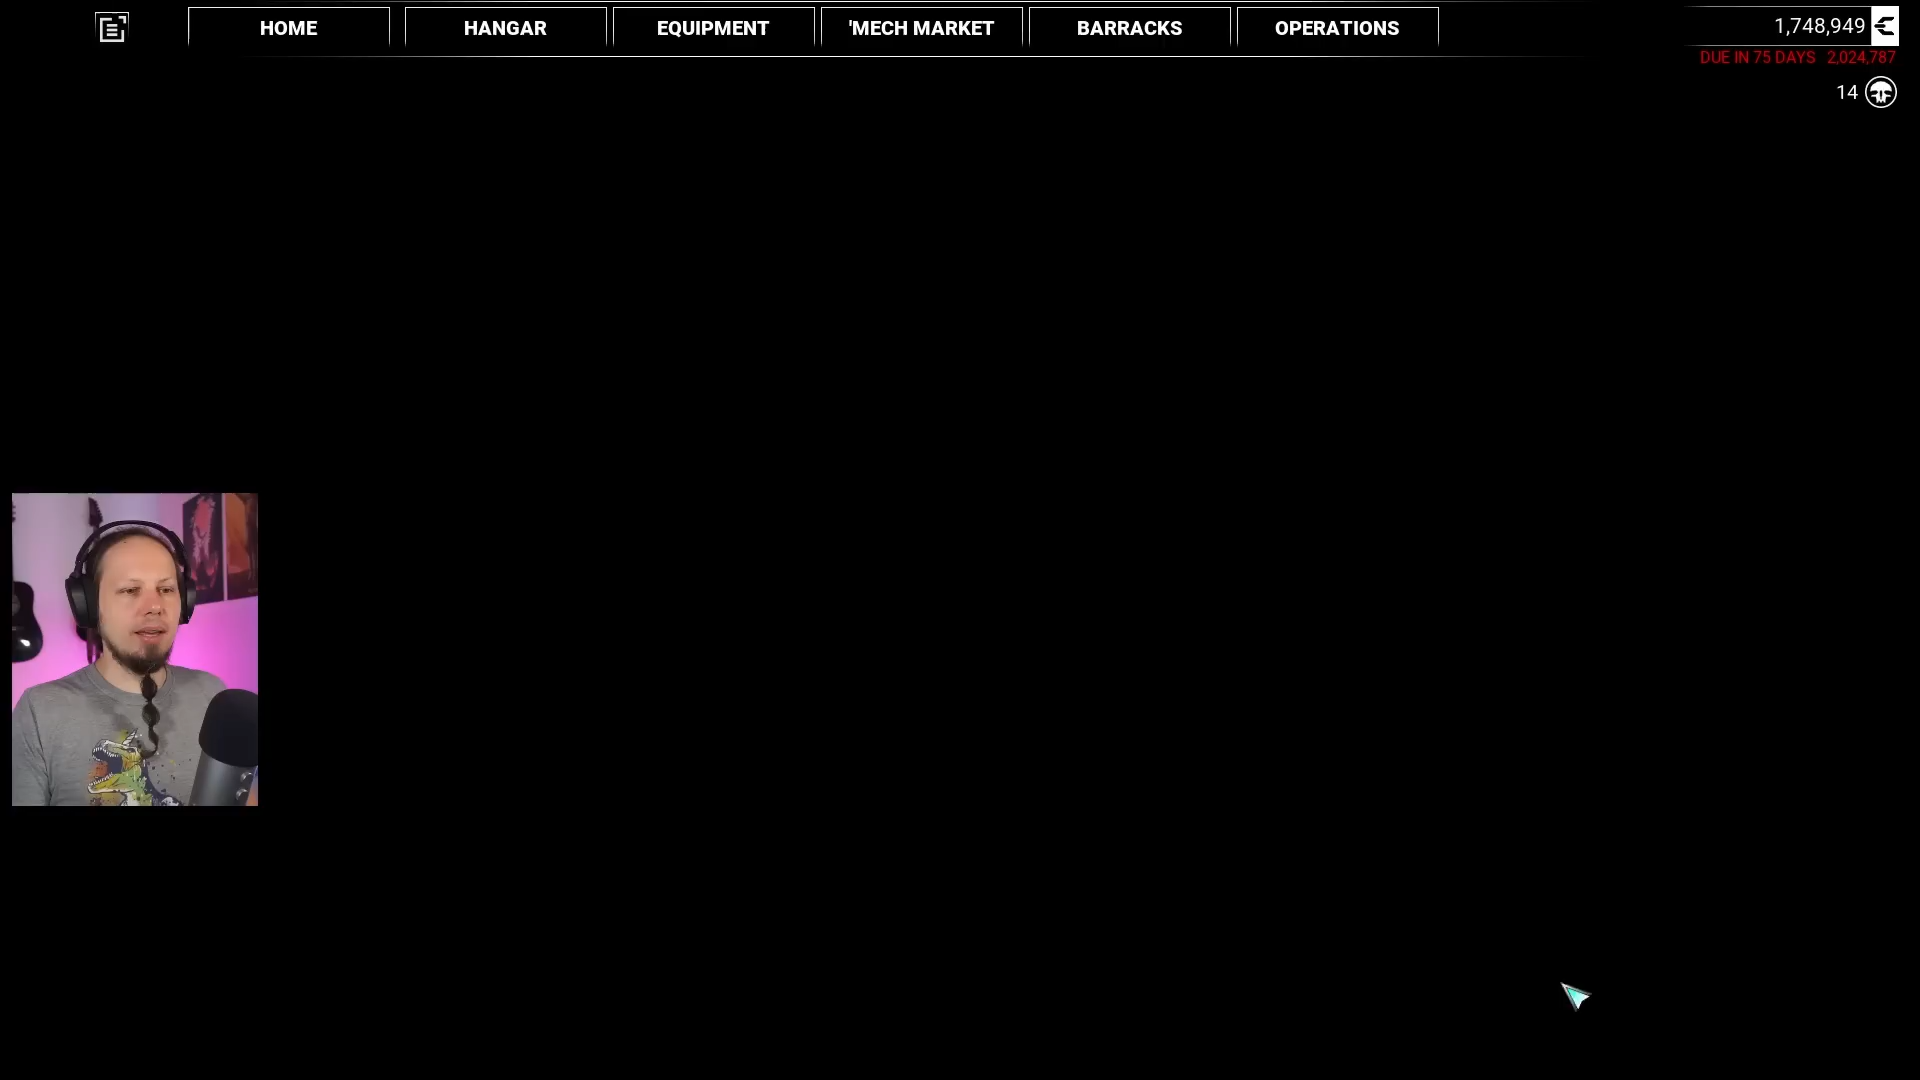 HOME
HANGAR
EQUIPMENT
'MECH MARKET
BARRACKS
OPERATIONS
1,748,949
DUE IN 75 DAYS 2,024,787
14